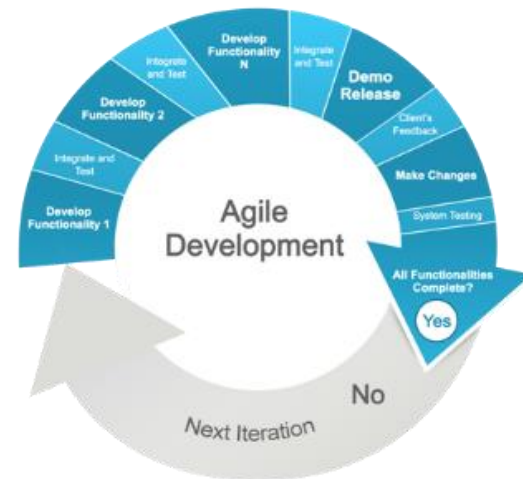 Develop
Functionality 1
Integrate and
Test
Develop
Functionality 2
Integrate
and Test
Develop
Functionality
N
Integrate
and Test
Demo
Release
Client's
Feedback
Make Changes
System Testing
All Functionalities
Complete?
Yes
No
Next Iteration
Agile
Development